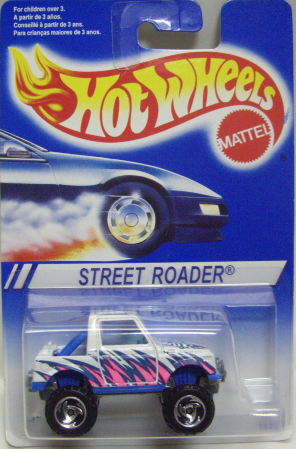 For children over 3.
A partir de 3 años.
Conseillé à partir de 3 ans.
Para crianças maiores de 3 anos.
HOT WHEELS
MATTEL
STREET ROADER®